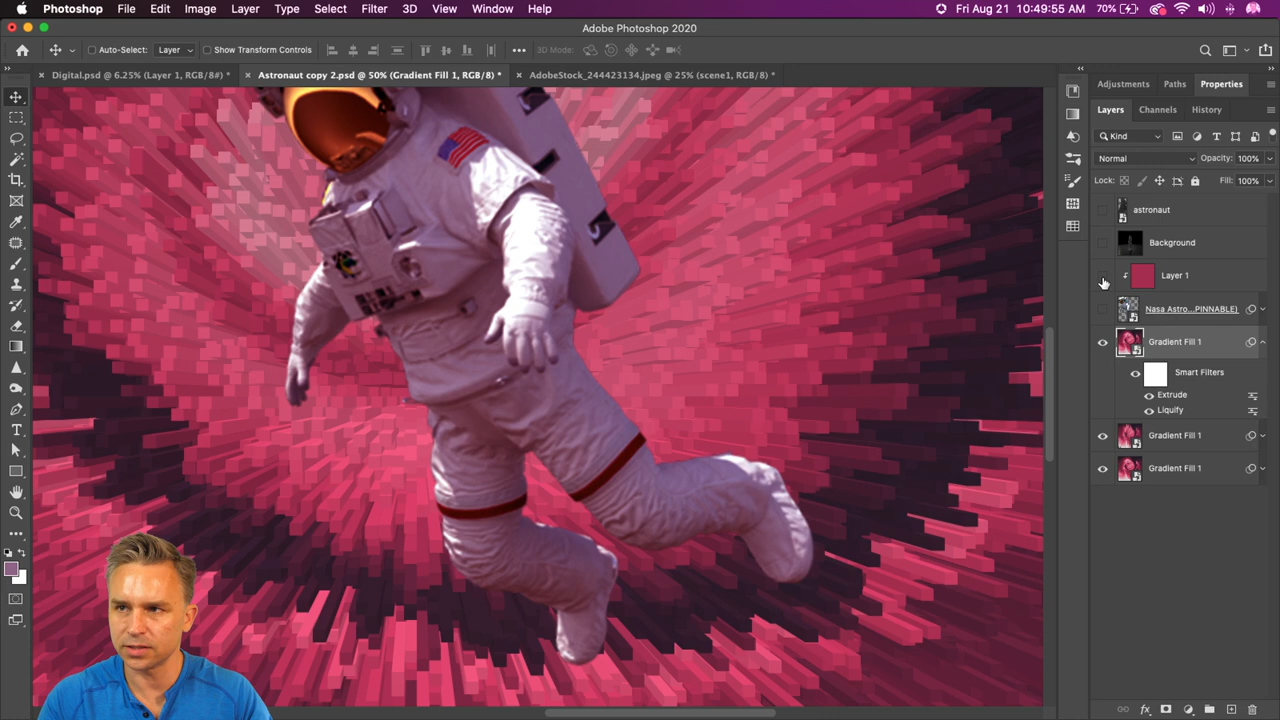 Photoshop File Edit Image Layer Type Select Filter 3D View Window Help Fri Aug 21 10:49:55 AM 70%
Adobe Photoshop 2020
Auto-Select: Layer Show Transform Controls 3D Mode:
Digital.psd @ 6.25% (Layer 1, RGB/8#) * Astronaut copy 2.psd @ 50% (Gradient Fill 1, RGB/8) * AdobeStock_244423134.jpeg @ 25% (scene1, RGB/8*) *
Adjustments Paths Properties
Layers Channels History
Kind
Normal Opacity: 100%
Lock: Fill: 100%
astronaut
Background
Layer 1
Nasa Astro...PINNABLE)
Gradient Fill 1
Smart Filters
Extrude
Liquify
Gradient Fill 1
Gradient Fill 1